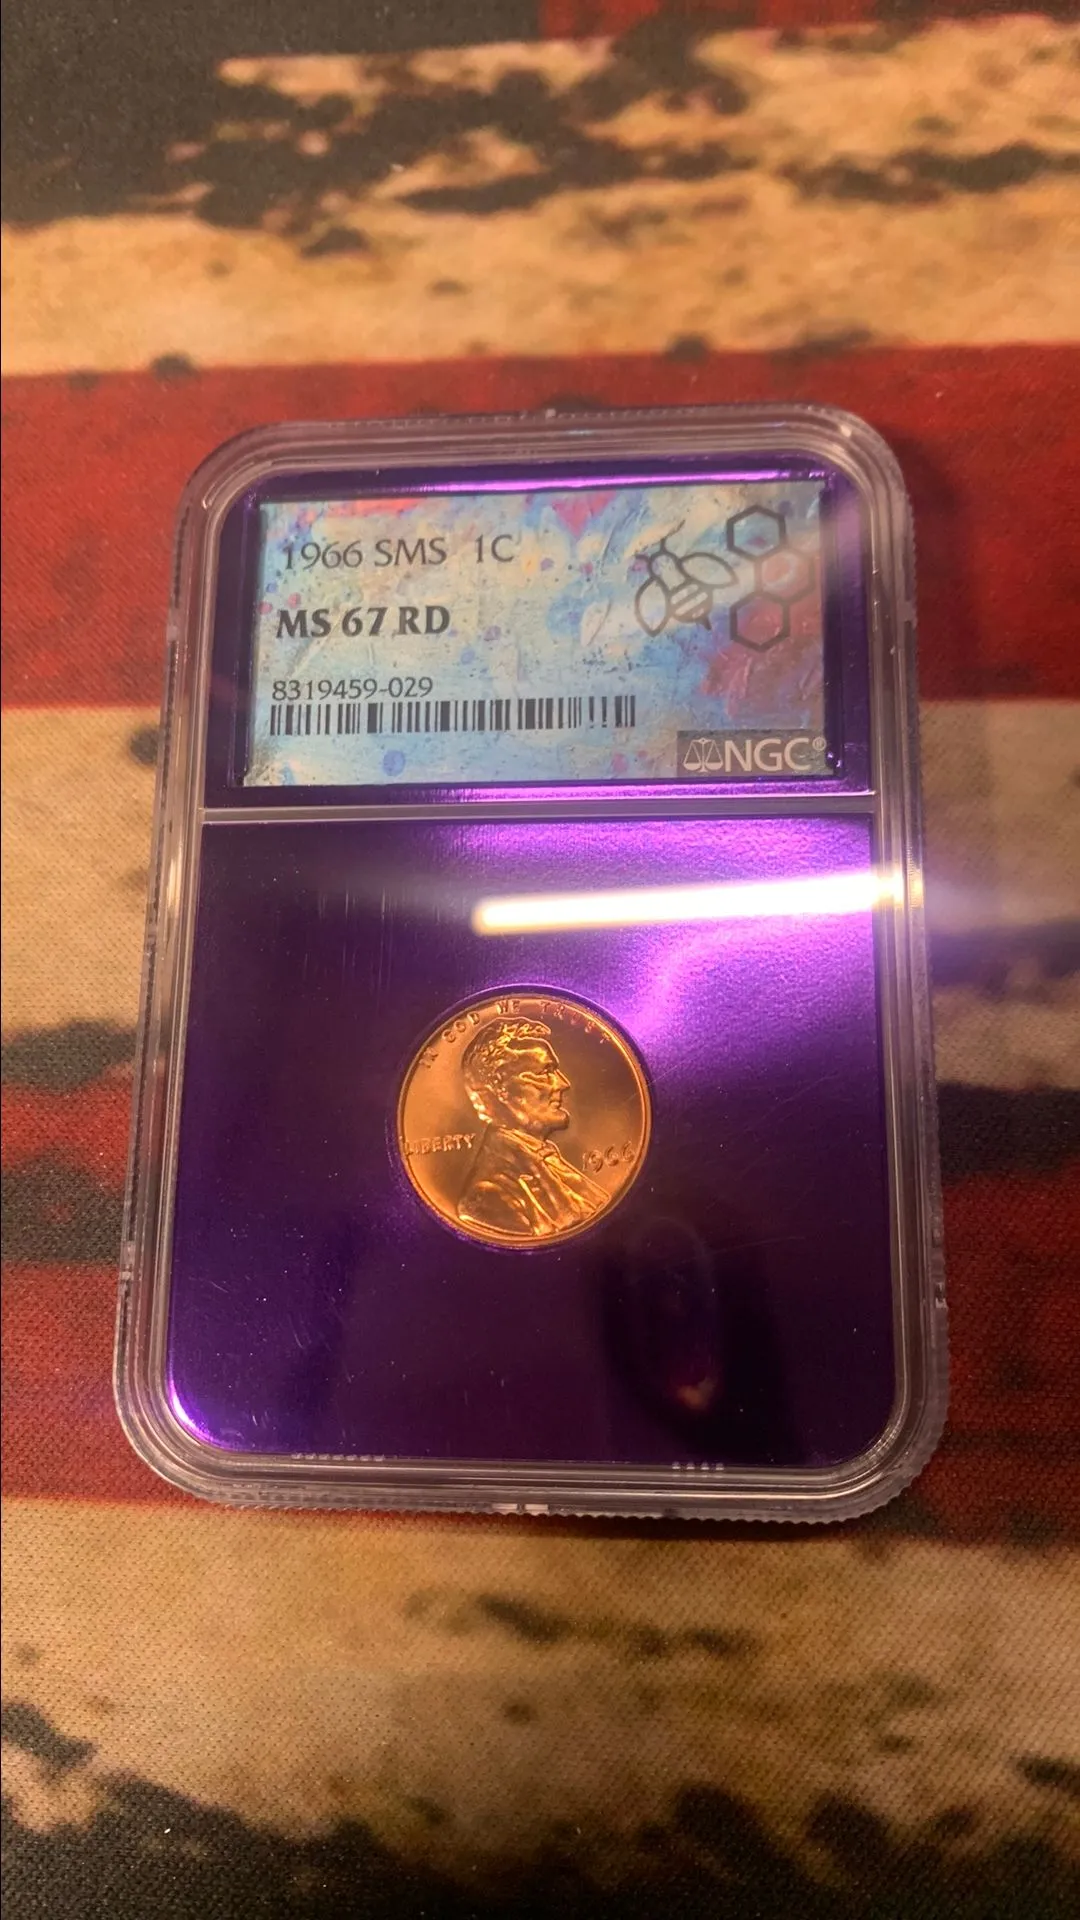 1966 SMS 1C
MS 67 RD
8319459-029
NGC®
IN GOD WE TRUST
LIBERTY
1966